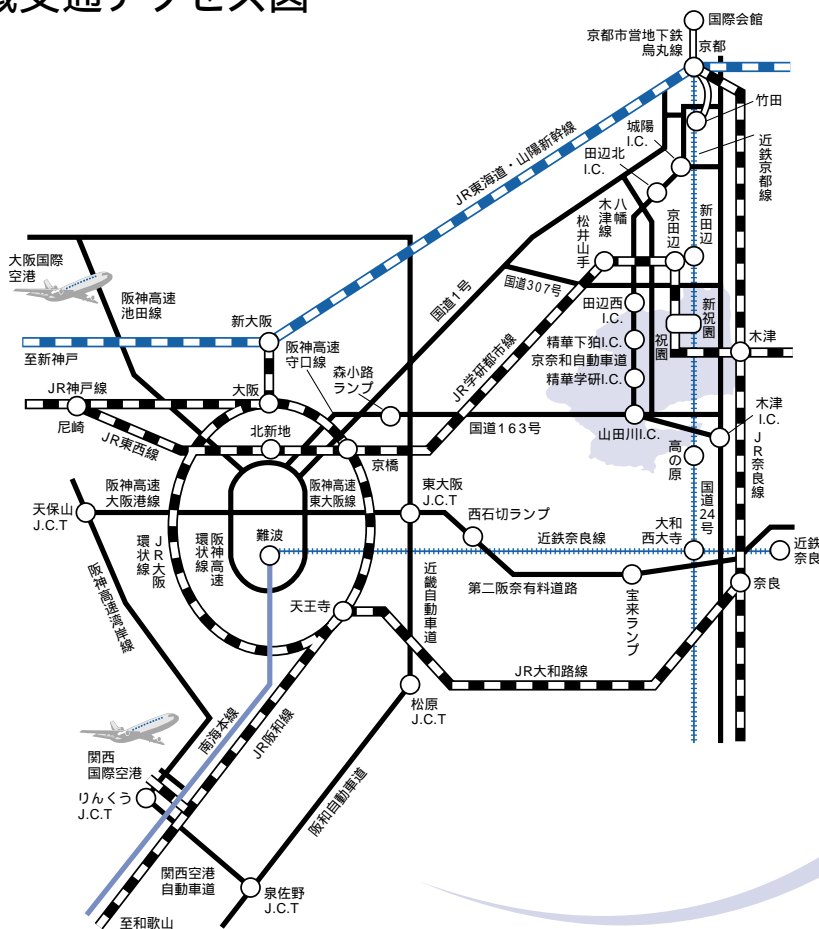 域交通アクセス図
国際会館
京都市営地下鉄
烏丸線
京都
竹田
城陽
I.C.
近鉄京都線
田辺北
I.C.
JR東海道・山陽新幹線
八幡
木津線
松井山手
京田辺
新田辺
大阪国際
空港
阪神高速
池田線
国道1号
国道307号
田辺西
I.C.
新祝園
祝園
新大阪
阪神高速
守口線
至新神戸
精華下狛I.C.
京奈和自動車道
精華学研I.C.
木津
森小路
ランプ
JR学研都市線
JR神戸線
大阪
尼崎
JR東西線
北新地
国道163号
京橋
山田川I.C.
木津
I.C.
高の原
JR奈良線
国道24号
阪神高速
大阪港線
阪神高速
東大阪線
東大阪
J.C.T
天保山
J.C.T
西石切ランプ
JR大阪
環状線
阪神高速
環状線
難波
近鉄奈良線
大和
西大寺
近鉄
奈良
阪神高速湾岸線
天王寺
近畿自動車道
第二阪奈有料道路
宝来ランプ
奈良
JR大和路線
松原
J.C.T
南海本線
JR阪和線
関西
国際空港
りんくう
J.C.T
阪和自動車道
関西空港
自動車道
泉佐野
J.C.T
至和歌山